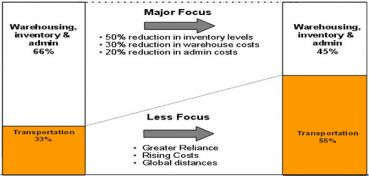 Major Focus
Warehousing,
inventory &
admin
66%
• 50% reduction in inventory levels
• 30% reduction in warehouse costs
• 20% reduction in admin costs
Warehousing,
inventory &
admin
45%
Less Focus
Transportation
33%
• Greater Reliance
• Rising Costs
• Global distances
Transportation
55%